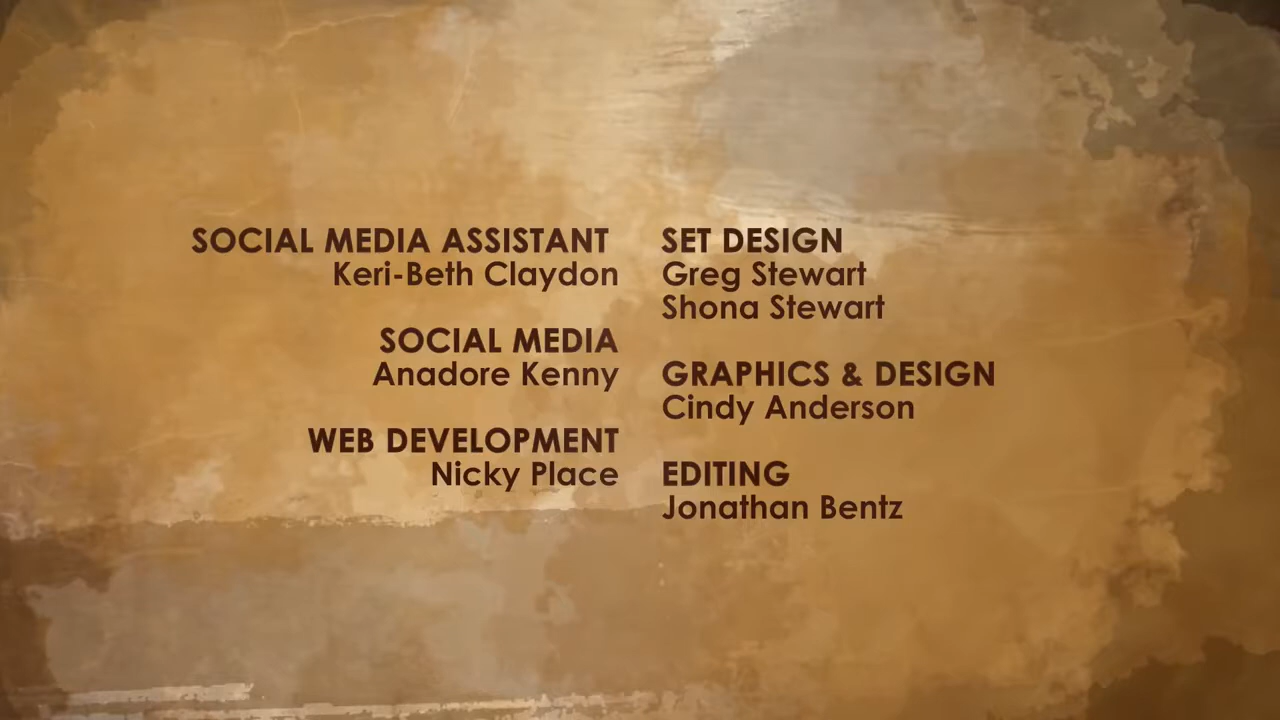 SOCIAL MEDIA ASSISTANT
Keri-Beth Claydon
SOCIAL MEDIA
Anadore Kenny
WEB DEVELOPMENT
Nicky Place
SET DESIGN
Greg Stewart
Shona Stewart
GRAPHICS & DESIGN
Cindy Anderson
EDITING
Jonathan Bentz